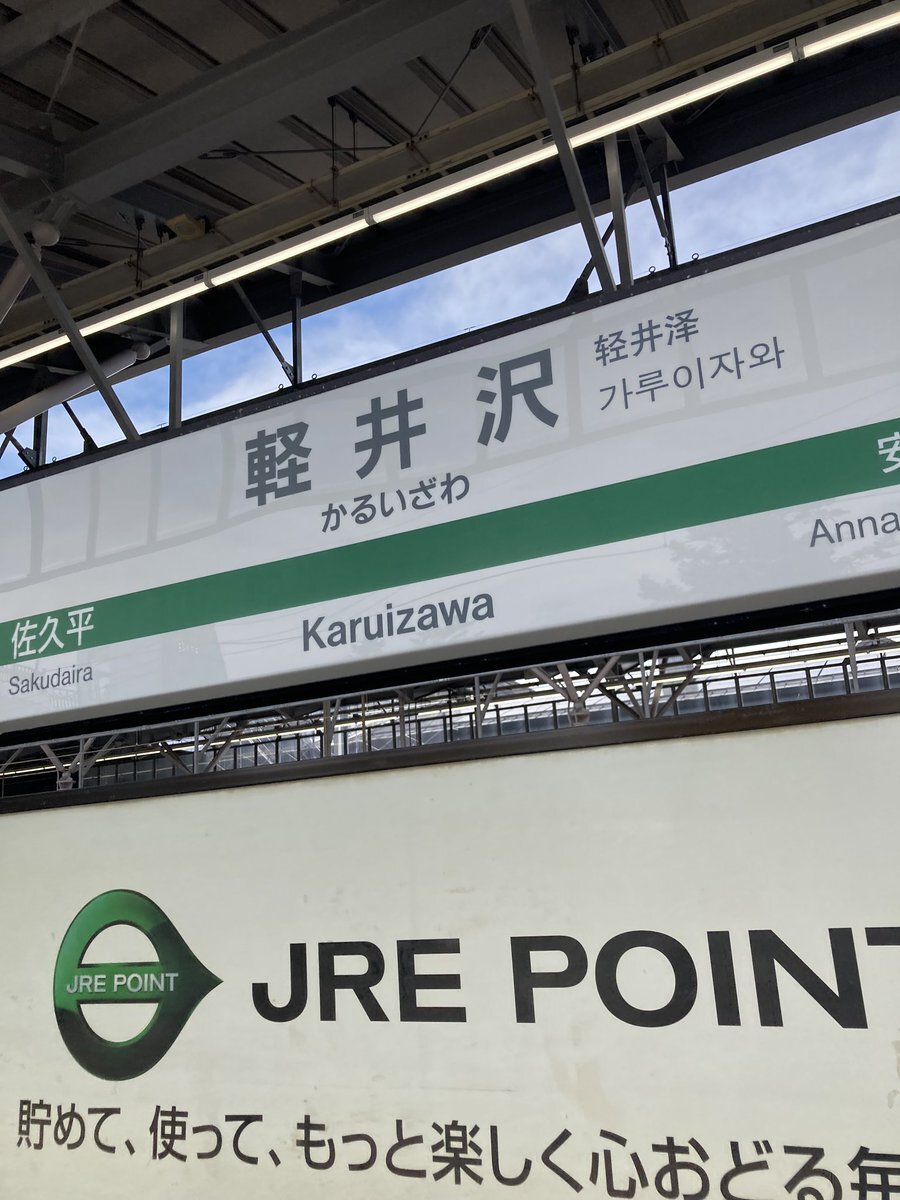 軽井沢
轻井泽
가루이자와
かるいざわ
安
佐久平
Karuizawa
Anna
Sakudaira
JRE POINT
JRE POINT
貯めて、使って、もっと楽しく心おどる毎